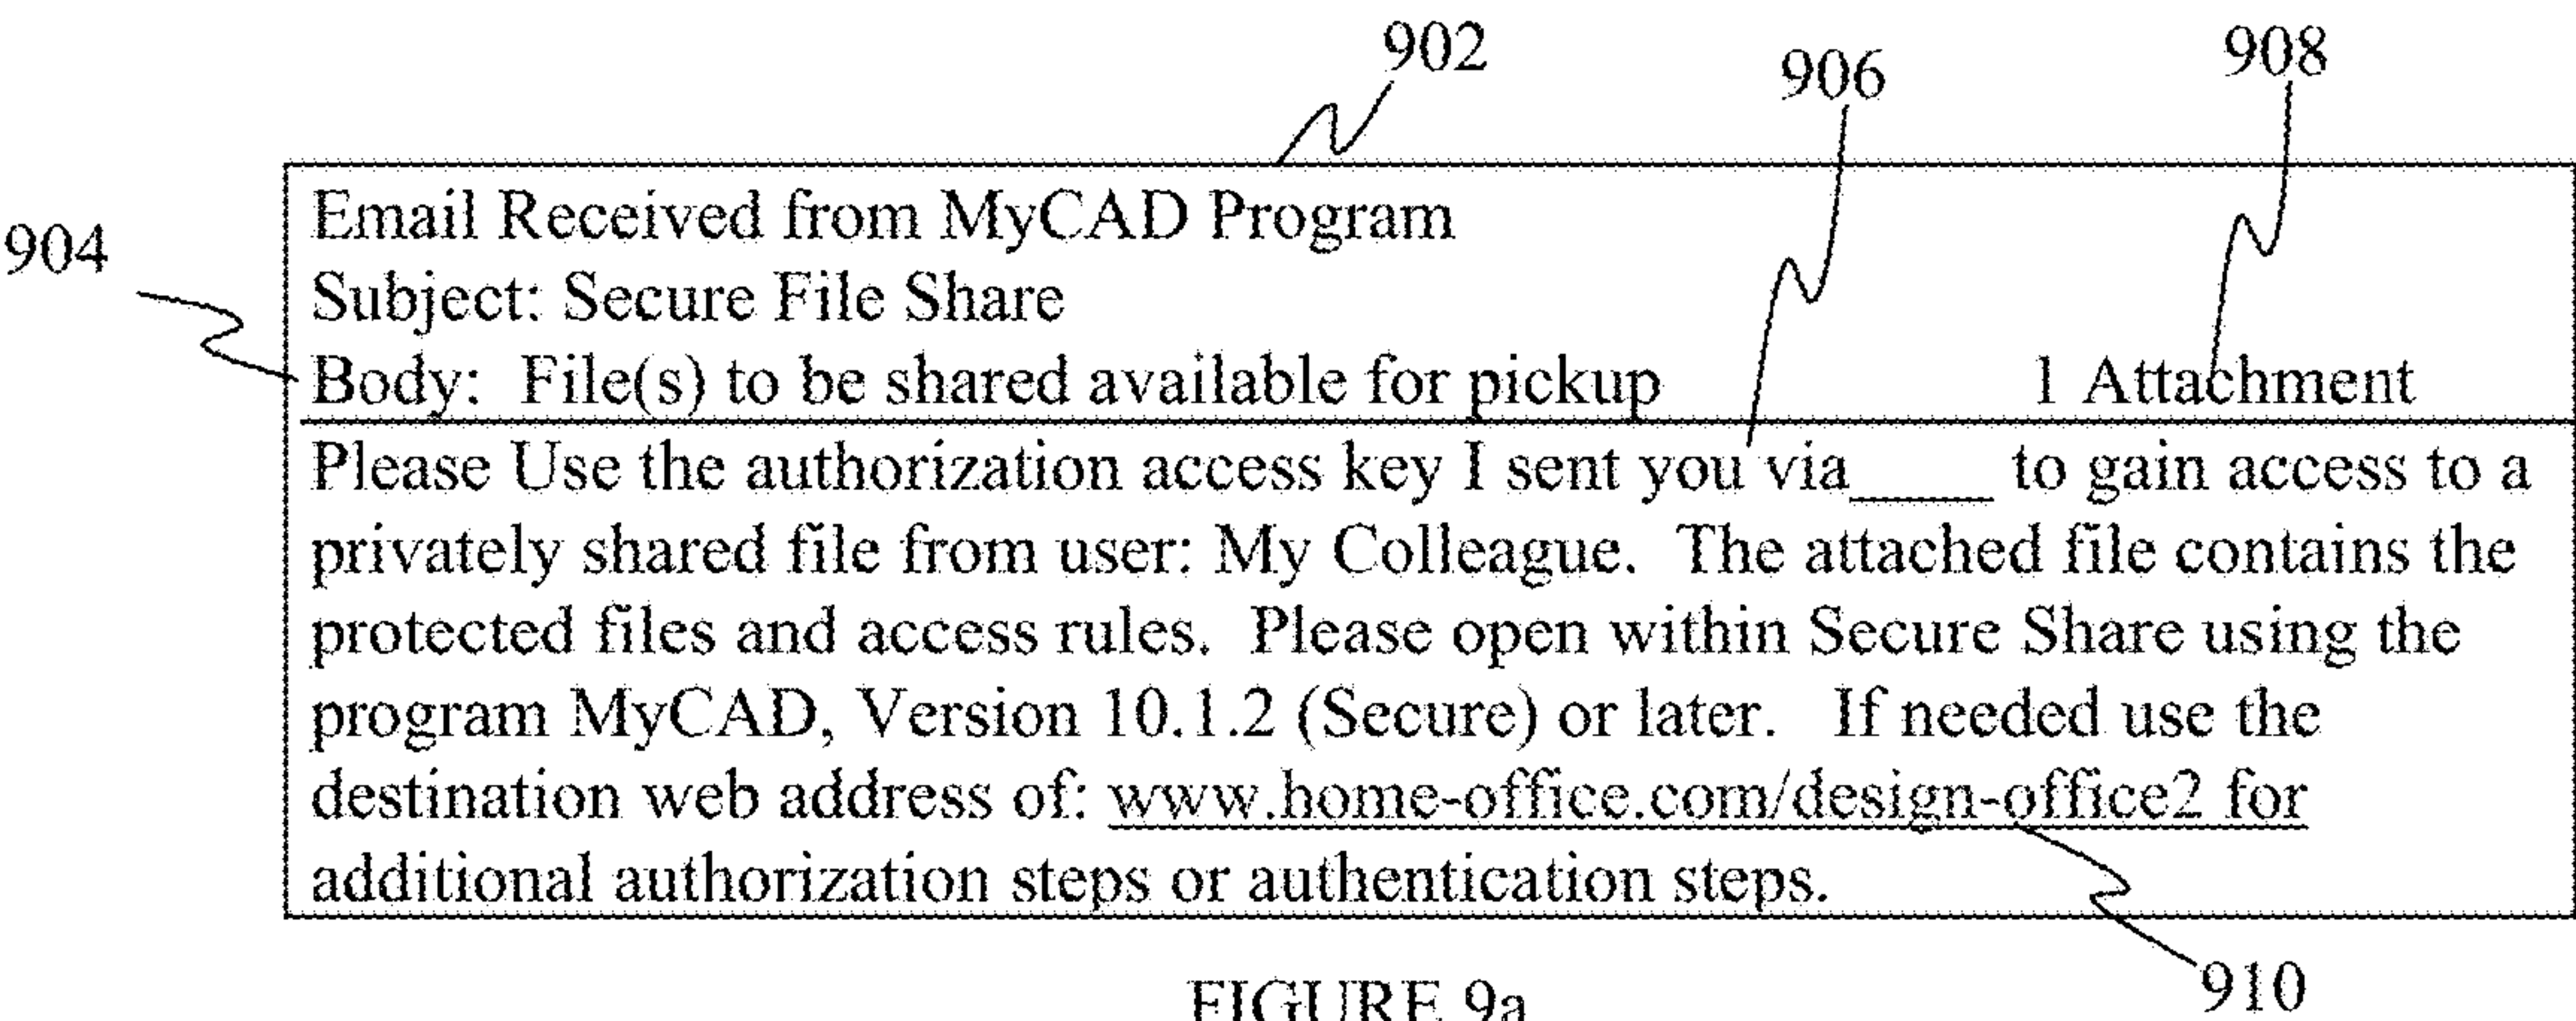 902
906
908
904
Email Received from MyCAD Program
Subject: Secure File Share
Body: File(s) to be shared available for pickup 1 Attachment
Please Use the authorization access key I sent you via____ to gain access to a
privately shared file from user: My Colleague. The attached file contains the
protected files and access rules. Please open within Secure Share using the
program MyCAD, Version 10.1.2 (Secure) or later. If needed use the
destination web address of: www.home-office.com/design-office2 for
additional authorization steps or authentication steps.
910
FIGURE 9a